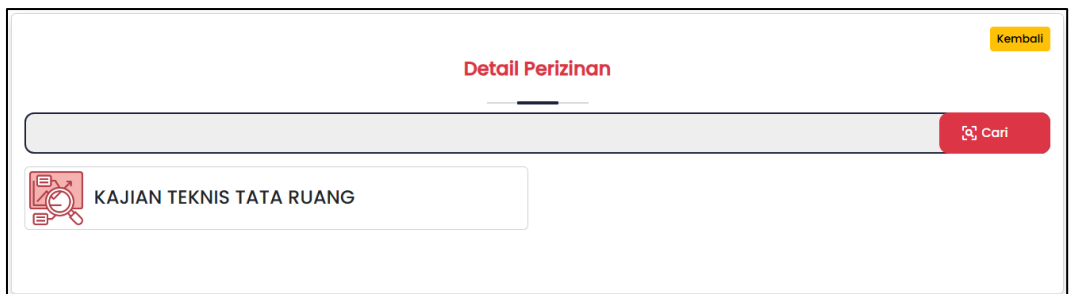 Kembali
Detail Perizinan
Cari
KAJIAN TEKNIS TATA RUANG